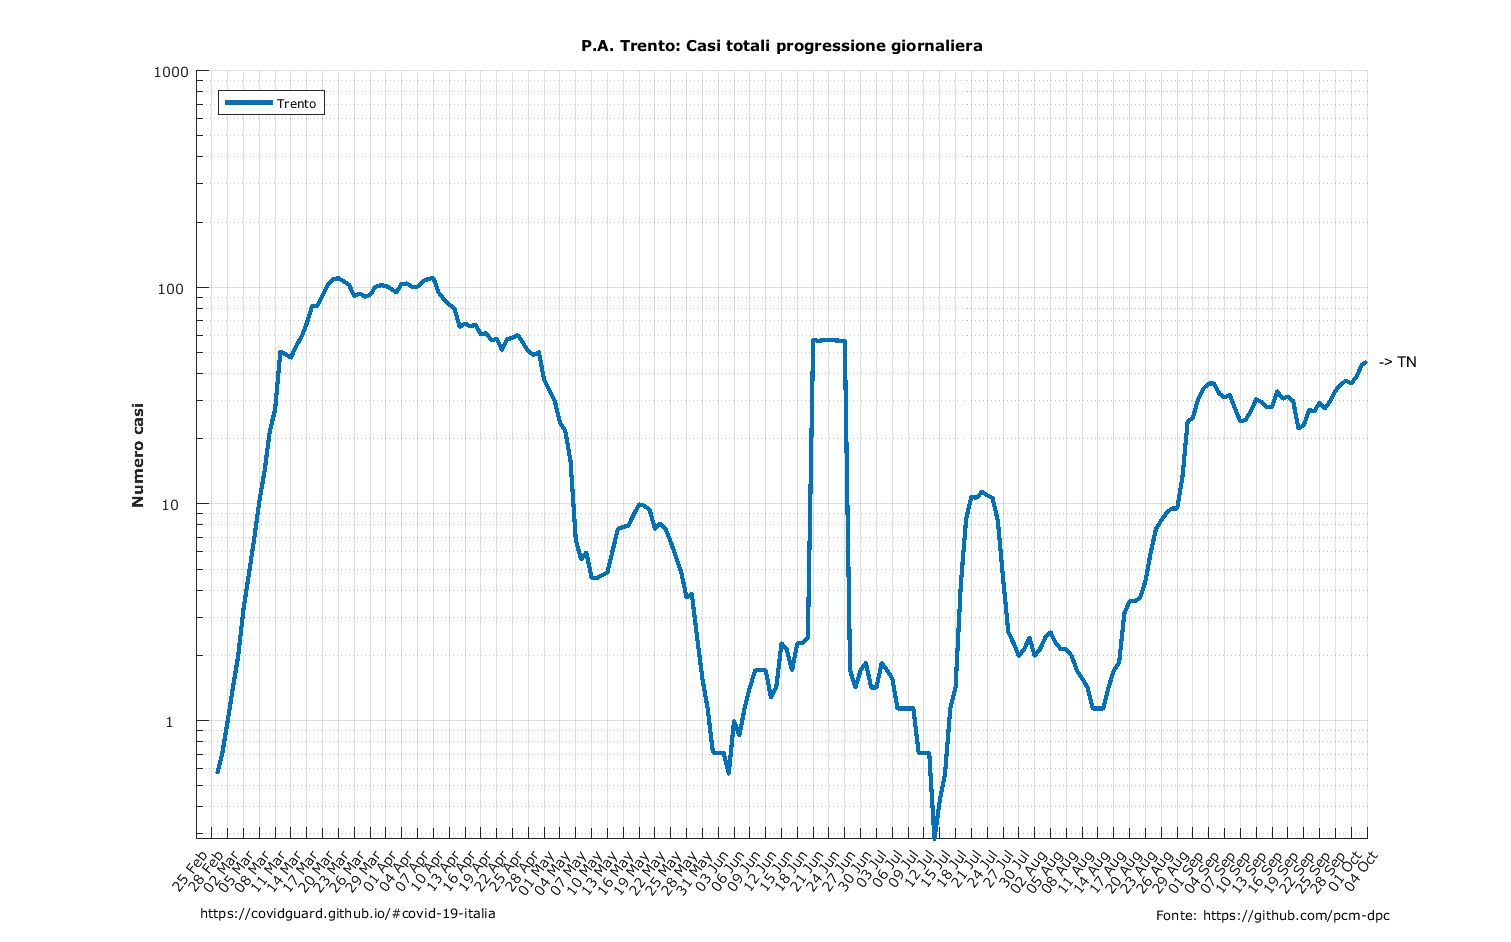 P.A. Trento: Casi totali progressione giornaliera
1000
Trento
100
-> TN
Numero casi
10
1
25 Feb
28 Feb
02 Mar
05 Mar
08 Mar
11 Mar
14 Mar
17 Mar
20 Mar
23 Mar
26 Mar
29 Mar
01 Apr
04 Apr
07 Apr
10 Apr
13 Apr
16 Apr
19 Apr
22 Apr
25 Apr
28 Apr
01 May
04 May
07 May
10 May
13 May
16 May
19 May
22 May
25 May
28 May
31 May
03 Jun
06 Jun
09 Jun
12 Jun
15 Jun
18 Jun
21 Jun
24 Jun
27 Jun
30 Jun
03 Jul
06 Jul
09 Jul
12 Jul
15 Jul
18 Jul
21 Jul
24 Jul
27 Jul
30 Jul
02 Aug
05 Aug
08 Aug
11 Aug
14 Aug
17 Aug
20 Aug
23 Aug
26 Aug
29 Aug
01 Sep
04 Sep
07 Sep
10 Sep
13 Sep
16 Sep
19 Sep
22 Sep
25 Sep
28 Sep
01 Oct
04 Oct
https://covidguard.github.io/#covid-19-italia
Fonte: https://github.com/pcm-dpc